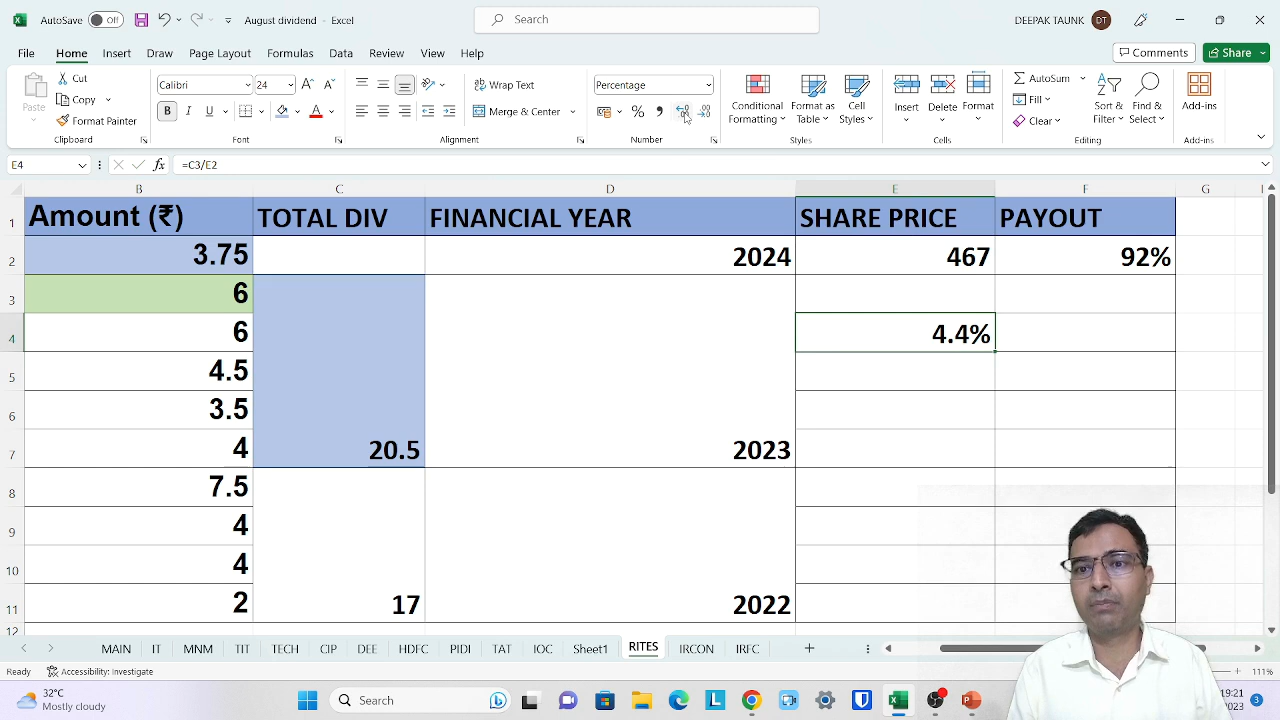 AutoSave Off August dividend - Excel Search DEEPAK TAUNK DT
File Home Insert Draw Page Layout Formulas Data Review View Help Comments Share
Paste Cut Copy Format Painter
Calibri 24 A A
B I U A
Wrap Text
Merge & Center
Percentage
% ,
Conditional Formatting Format as Table Cell Styles
Insert Delete Format
AutoSum Fill Clear
Sort & Filter Find & Select
Add-ins
Clipboard Font Alignment Number Styles Cells Editing Add-ins
E4 fx =C3/E2
B C D E F G
1 Amount (₹) TOTAL DIV FINANCIAL YEAR SHARE PRICE PAYOUT
2 3.75 2024 467 92%
3 6
4 6 4.4%
5 4.5
6 3.5
7 4 20.5 2023
8 7.5
9 4
10 4
11 2 17 2022
12
MAIN IT MNM TIT TECH CIP DEE HDFC PIDI TAT IOC Sheet1 RITES IRCON IRFC
Ready Accessibility: Investigate 111%
32°C
Mostly cloudy
Search
18:21
2023
3